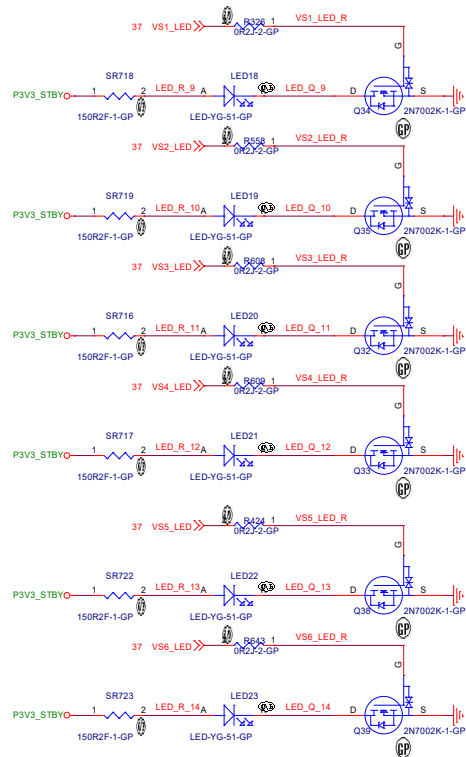 37 VS1_LED R326 1 VS1_LED_R
0R2J-2-GP
G
SR718 LED18
P3V3_STBY 1 2 LED_R_9 A LED_Q_9 D S
150R2F-1-GP LED-YG-51-GP Q34 2N7002K-1-GP
GP
37 VS2_LED R558 1 VS2_LED_R
0R2J-2-GP
G
SR719 LED19
P3V3_STBY 1 2 LED_R_10 A LED_Q_10 D S
150R2F-1-GP LED-YG-51-GP Q35 2N7002K-1-GP
GP
37 VS3_LED R608 1 VS3_LED_R
0R2J-2-GP
G
SR716 LED20
P3V3_STBY 1 2 LED_R_11 A LED_Q_11 D S
150R2F-1-GP LED-YG-51-GP Q32 2N7002K-1-GP
GP
37 VS4_LED R609 1 VS4_LED_R
0R2J-2-GP
G
SR717 LED21
P3V3_STBY 1 2 LED_R_12 A LED_Q_12 D S
150R2F-1-GP LED-YG-51-GP Q33 2N7002K-1-GP
GP
37 VS5_LED R424 1 VS5_LED_R
0R2J-2-GP
G
SR722 LED22
P3V3_STBY 1 2 LED_R_13 A LED_Q_13 D S
150R2F-1-GP LED-YG-51-GP Q38 2N7002K-1-GP
GP
37 VS6_LED R643 1 VS6_LED_R
0R2J-2-GP
G
SR723 LED23
P3V3_STBY 1 2 LED_R_14 A LED_Q_14 D S
150R2F-1-GP LED-YG-51-GP Q39 2N7002K-1-GP
GP